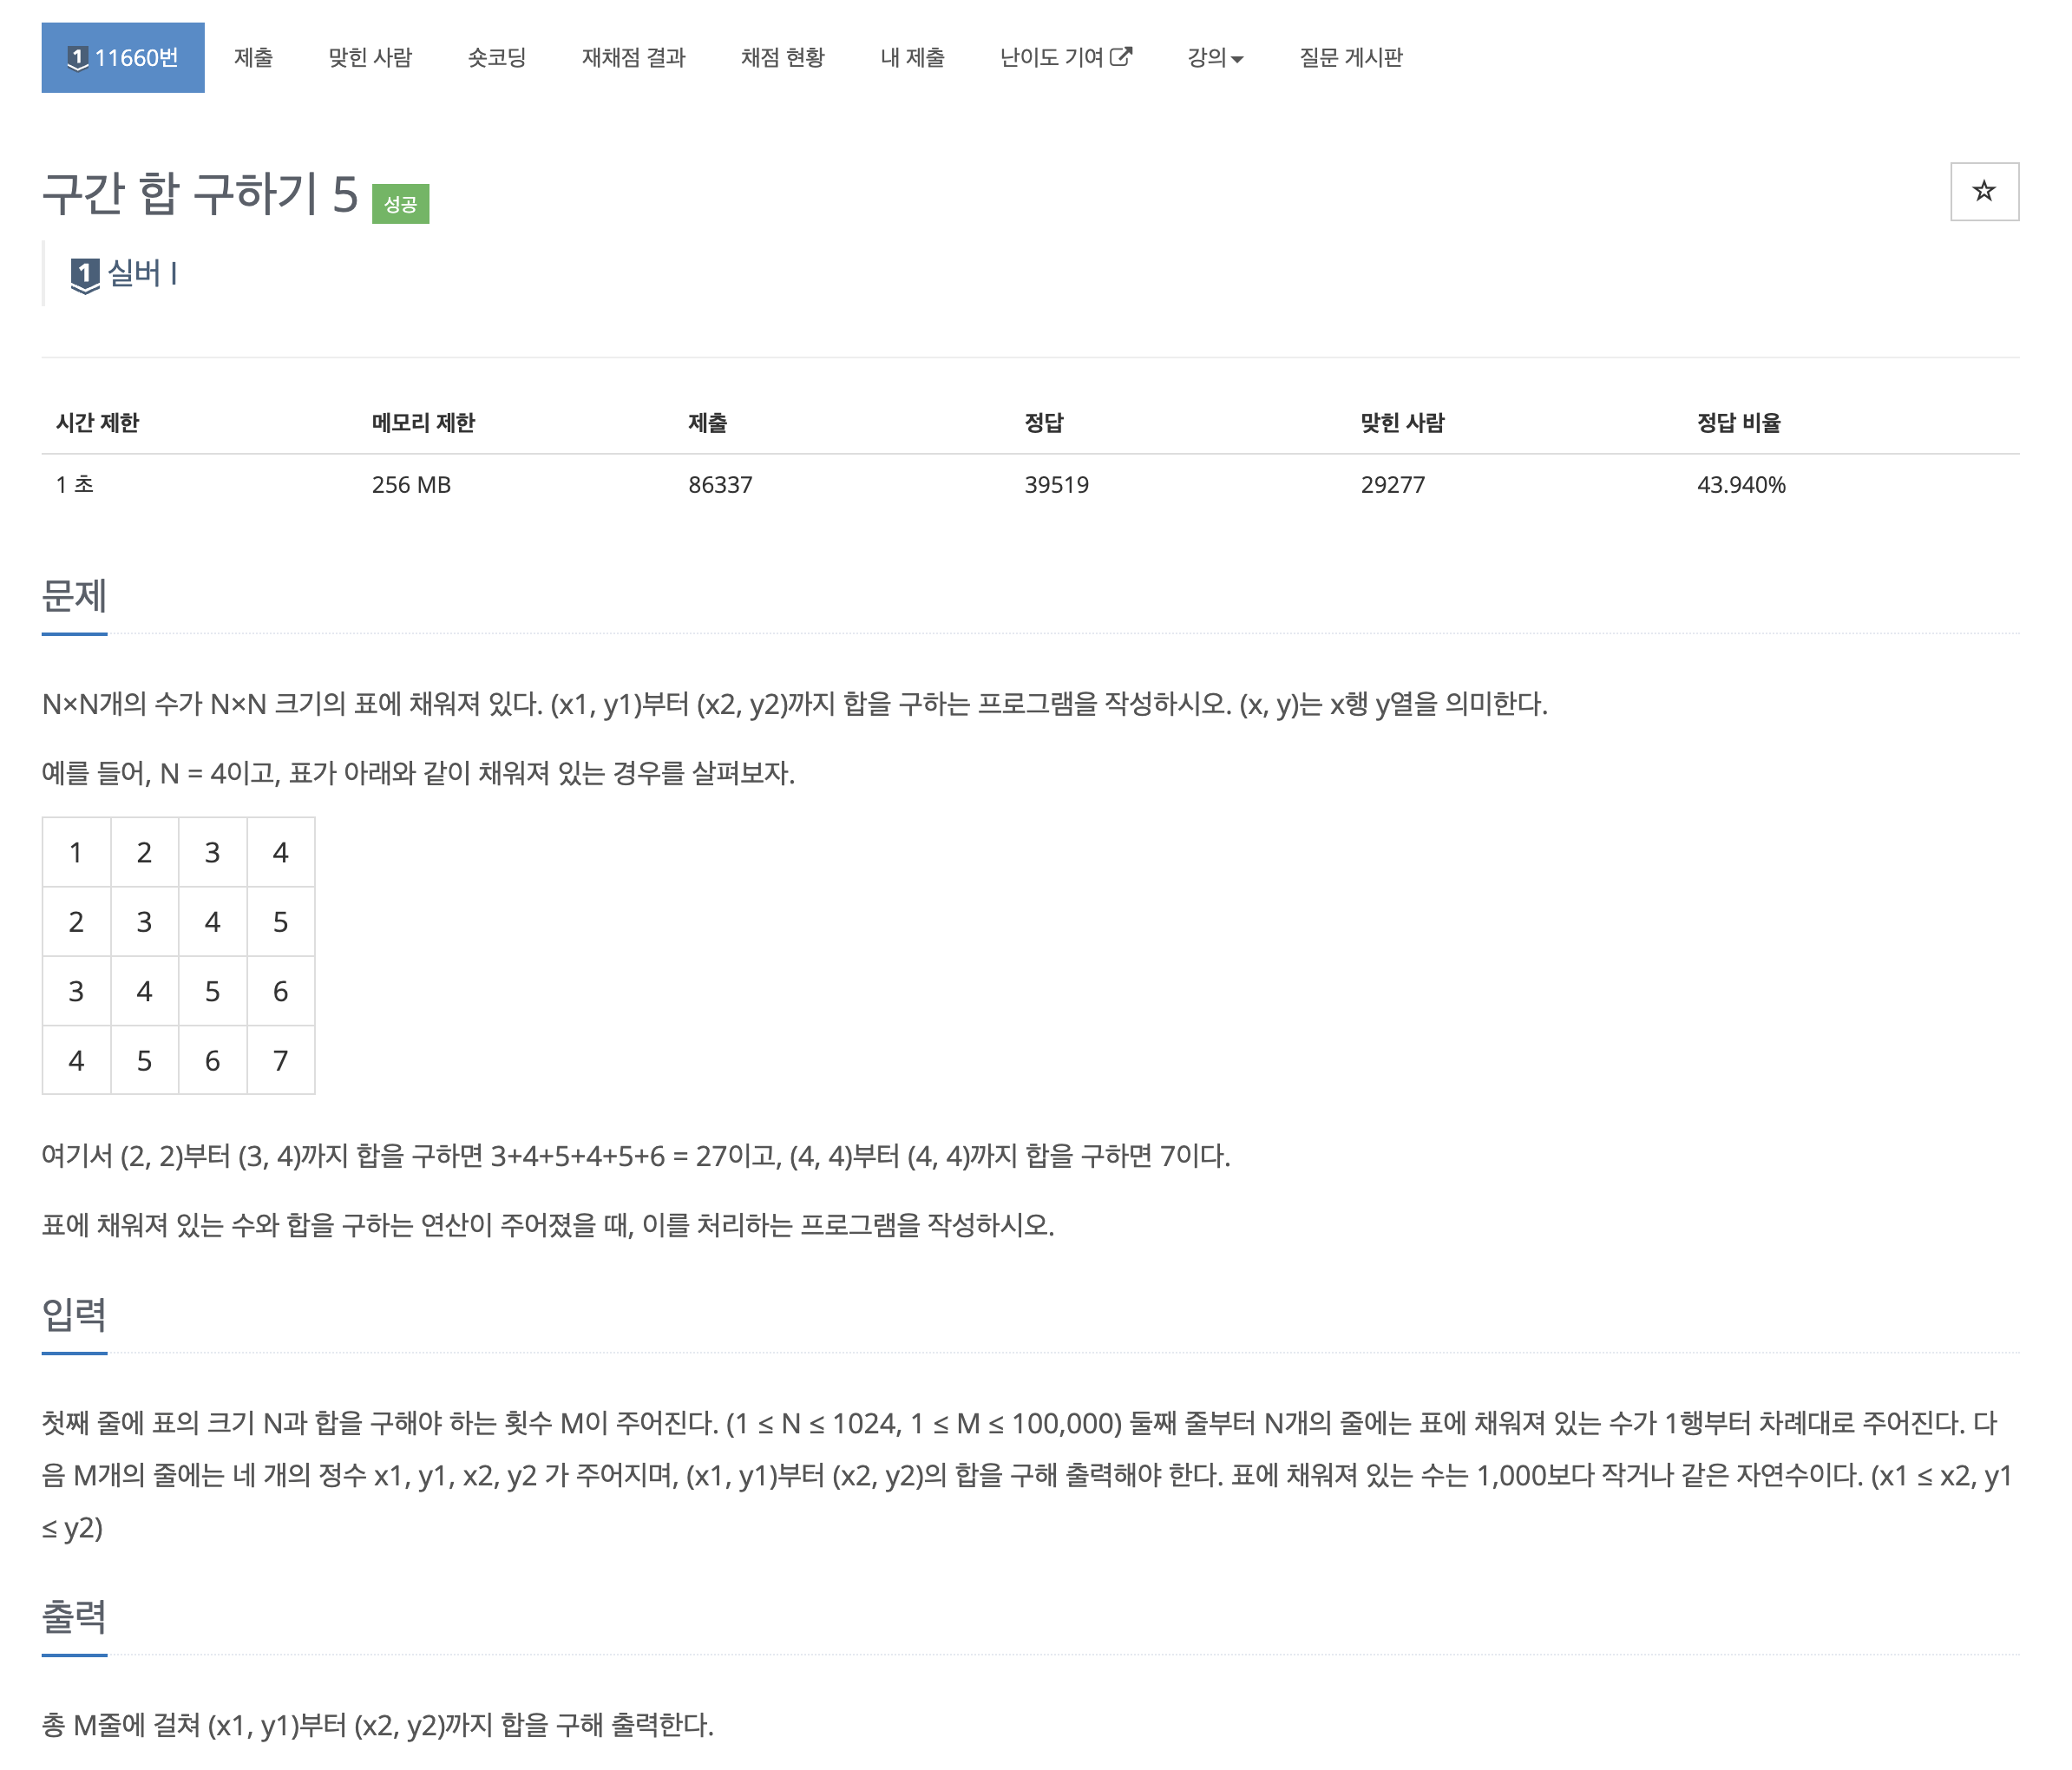 1 11660번 제출 맞힌 사람 숏코딩 재채점 결과 채점 현황 내 제출 난이도 기여 강의 질문 게시판
구간 합 구하기 5 성공
1 실버 I
시간 제한 메모리 제한 제출 정답 맞힌 사람 정답 비율
1 초 256 MB 86337 39519 29277 43.940%
문제
N×N개의 수가 N×N 크기의 표에 채워져 있다. (x1, y1)부터 (x2, y2)까지 합을 구하는 프로그램을 작성하시오. (x, y)는 x행 y열을 의미한다.
예를 들어, N = 4이고, 표가 아래와 같이 채워져 있는 경우를 살펴보자.
1 2 3 4
2 3 4 5
3 4 5 6
4 5 6 7
여기서 (2, 2)부터 (3, 4)까지 합을 구하면 3+4+5+4+5+6 = 27이고, (4, 4)부터 (4, 4)까지 합을 구하면 7이다.
표에 채워져 있는 수와 합을 구하는 연산이 주어졌을 때, 이를 처리하는 프로그램을 작성하시오.
입력
첫째 줄에 표의 크기 N과 합을 구해야 하는 횟수 M이 주어진다. (1 ≤ N ≤ 1024, 1 ≤ M ≤ 100,000) 둘째 줄부터 N개의 줄에는 표에 채워져 있는 수가 1행부터 차례대로 주어진다. 다
음 M개의 줄에는 네 개의 정수 x1, y1, x2, y2 가 주어지며, (x1, y1)부터 (x2, y2)의 합을 구해 출력해야 한다. 표에 채워져 있는 수는 1,000보다 작거나 같은 자연수이다. (x1 ≤ x2, y1
≤ y2)
출력
총 M줄에 걸쳐 (x1, y1)부터 (x2, y2)까지 합을 구해 출력한다.